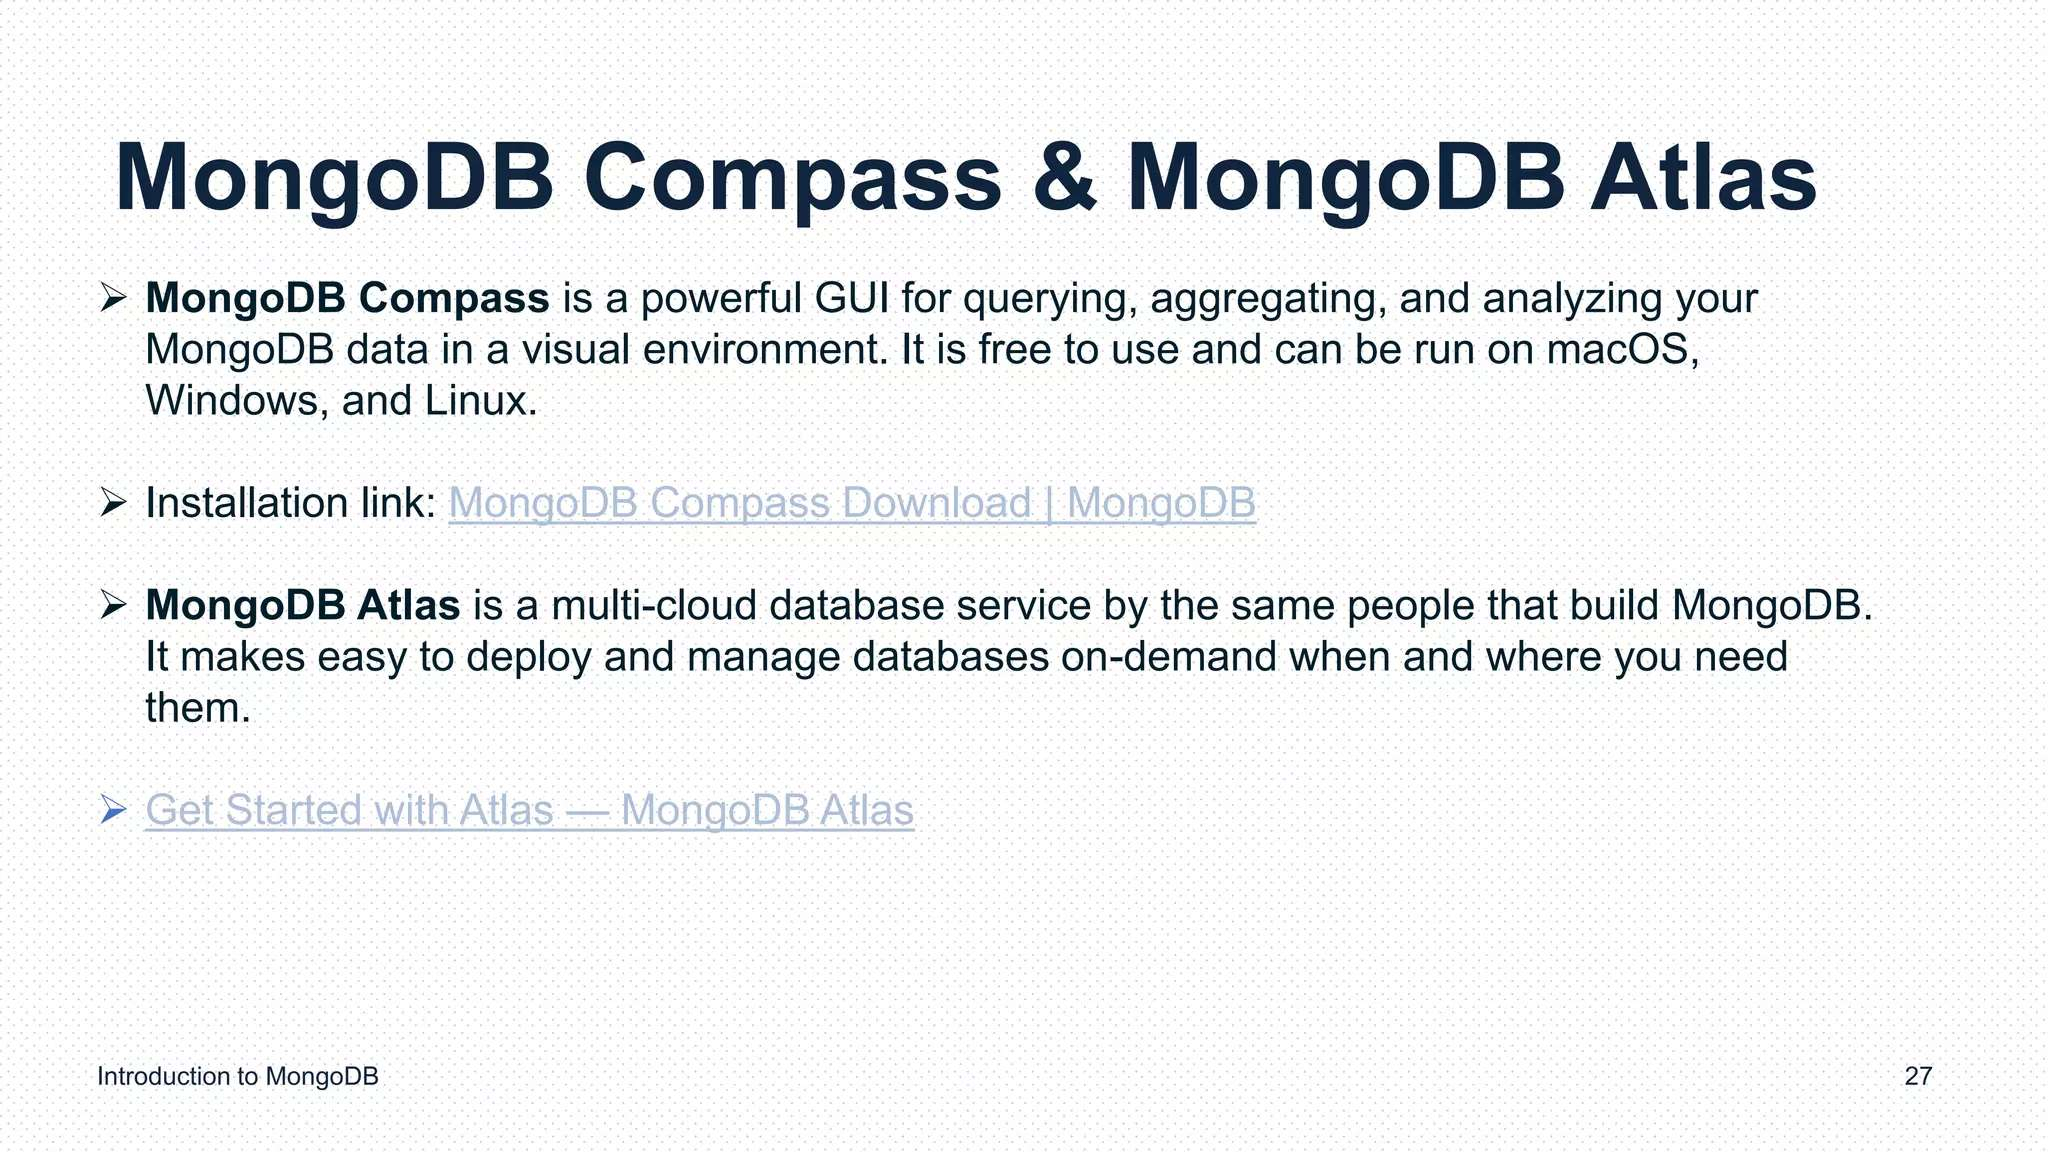 MongoDB Compass & MongoDB Atlas
➢ MongoDB Compass is a powerful GUI for querying, aggregating, and analyzing your
MongoDB data in a visual environment. It is free to use and can be run on macOS,
Windows, and Linux.
➢ Installation link: MongoDB Compass Download | MongoDB
➢ MongoDB Atlas is a multi-cloud database service by the same people that build MongoDB.
It makes easy to deploy and manage databases on-demand when and where you need
them.
➢ Get Started with Atlas — MongoDB Atlas
Introduction to MongoDB
27